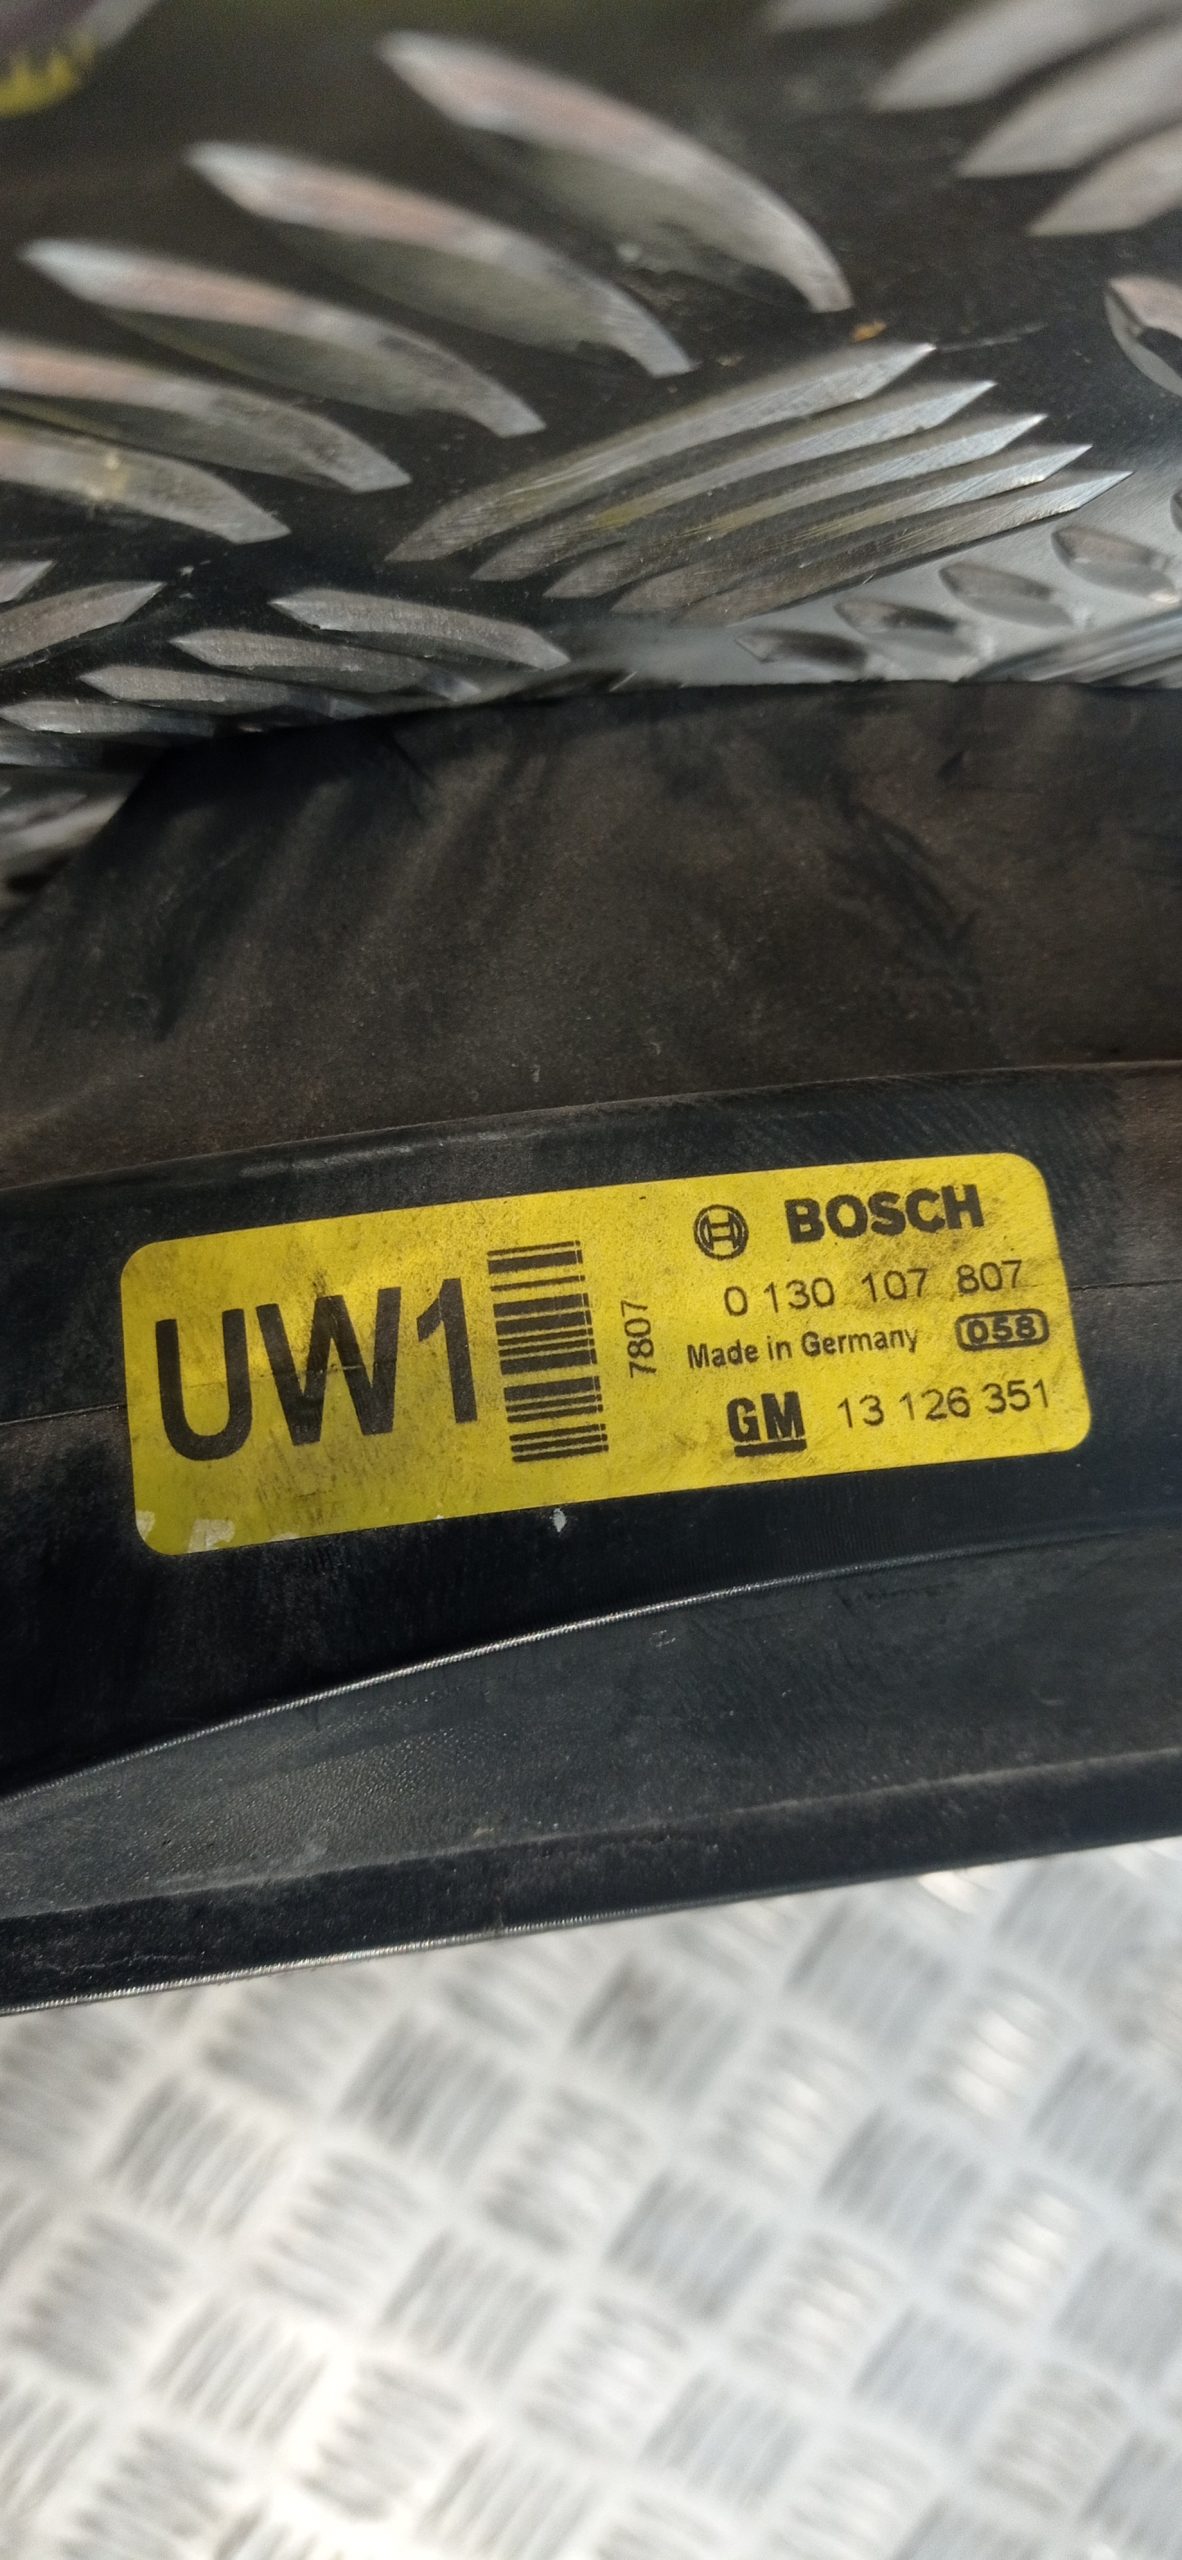 UW1
7807
BOSCH
0 130 107 807
Made in Germany 058
GM 13 126 351